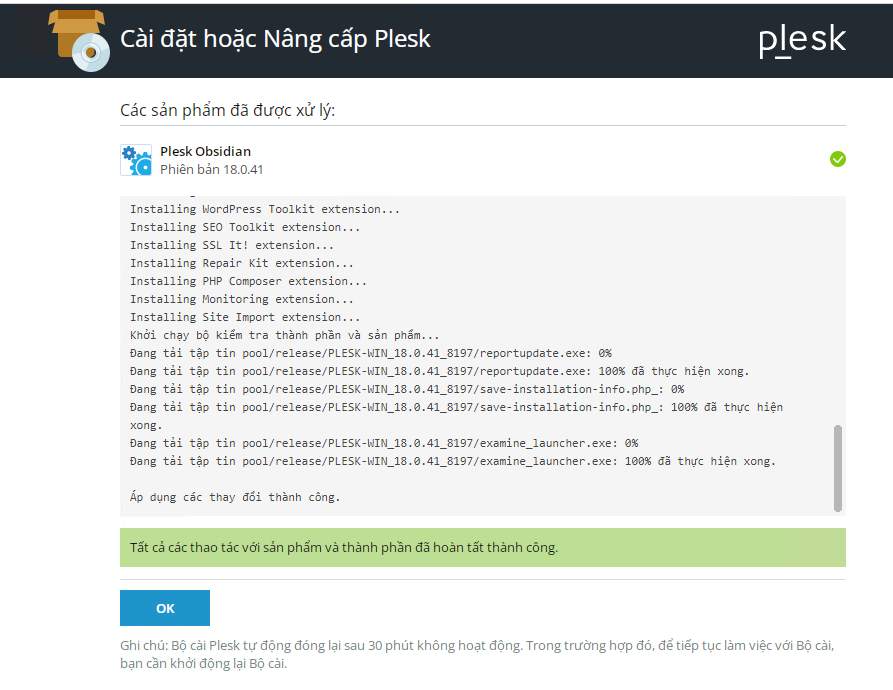 Cài đặt hoặc Nâng cấp Plesk
plesk
Các sản phẩm đã được xử lý:
Plesk Obsidian
Phiên bản 18.0.41
Installing WordPress Toolkit extension...
Installing SEO Toolkit extension...
Installing SSL It! extension...
Installing Repair Kit extension...
Installing PHP Composer extension...
Installing Monitoring extension...
Installing Site Import extension...
Khởi chạy bộ kiểm tra thành phần và sản phẩm...
Đang tải tập tin pool/release/PLESK-WIN_18.0.41_8197/reportupdate.exe: 0%
Đang tải tập tin pool/release/PLESK-WIN_18.0.41_8197/reportupdate.exe: 100% đã thực hiện xong.
Đang tải tập tin pool/release/PLESK-WIN_18.0.41_8197/save-installation-info.php_: 0%
Đang tải tập tin pool/release/PLESK-WIN_18.0.41_8197/save-installation-info.php_: 100% đã thực hiện
xong.
Đang tải tập tin pool/release/PLESK-WIN_18.0.41_8197/examine_launcher.exe: 0%
Đang tải tập tin pool/release/PLESK-WIN_18.0.41_8197/examine_launcher.exe: 100% đã thực hiện xong.
Áp dụng các thay đổi thành công.
Tất cả các thao tác với sản phẩm và thành phần đã hoàn tất thành công.
OK
Ghi chú: Bộ cài Plesk tự động đóng lại sau 30 phút không hoạt động. Trong trường hợp đó, để tiếp tục làm việc với Bộ cài,
bạn cần khởi động lại Bộ cài.